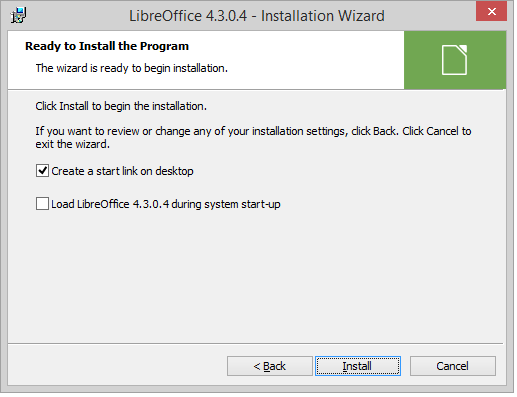 LibreOffice 4.3.0.4 - Installation Wizard
Ready to Install the Program
The wizard is ready to begin installation.
Click Install to begin the installation.
If you want to review or change any of your installation settings, click Back. Click Cancel to
exit the wizard.
Create a start link on desktop
Load LibreOffice 4.3.0.4 during system start-up
< Back Install Cancel